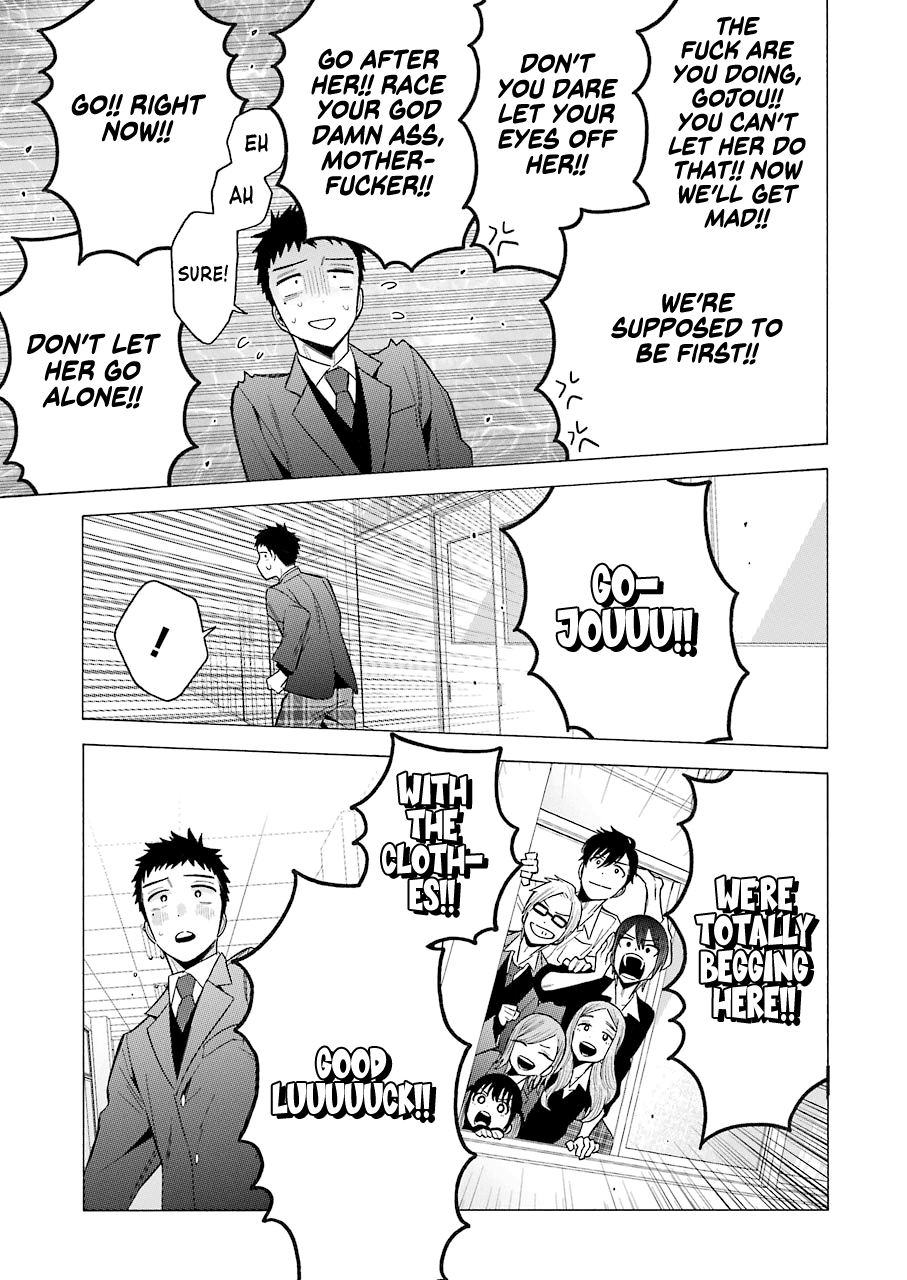 THE
FUCK ARE
YOU DOING,
GOJOU!!
YOU CAN'T
LET HER DO
THAT!! NOW
WE'LL GET
MAD!!
WE'RE
SUPPOSED TO
BE FIRST!!
DON'T
YOU DARE
LET YOUR
EYES OFF
HER!!
GO AFTER
HER!! RACE
YOUR GOD
DAMN ASS,
MOTHER-
FUCKER!!
GO!! RIGHT
NOW!!
EH
AH
SURE!
DON'T LET
HER GO
ALONE!!
GO-
JOUUU!!
!
WE'RE
TOTALLY
BEGGING
HERE!!
WITH
THE
CLOTH-
ES!!
GOOD
LUUUUUCK!!